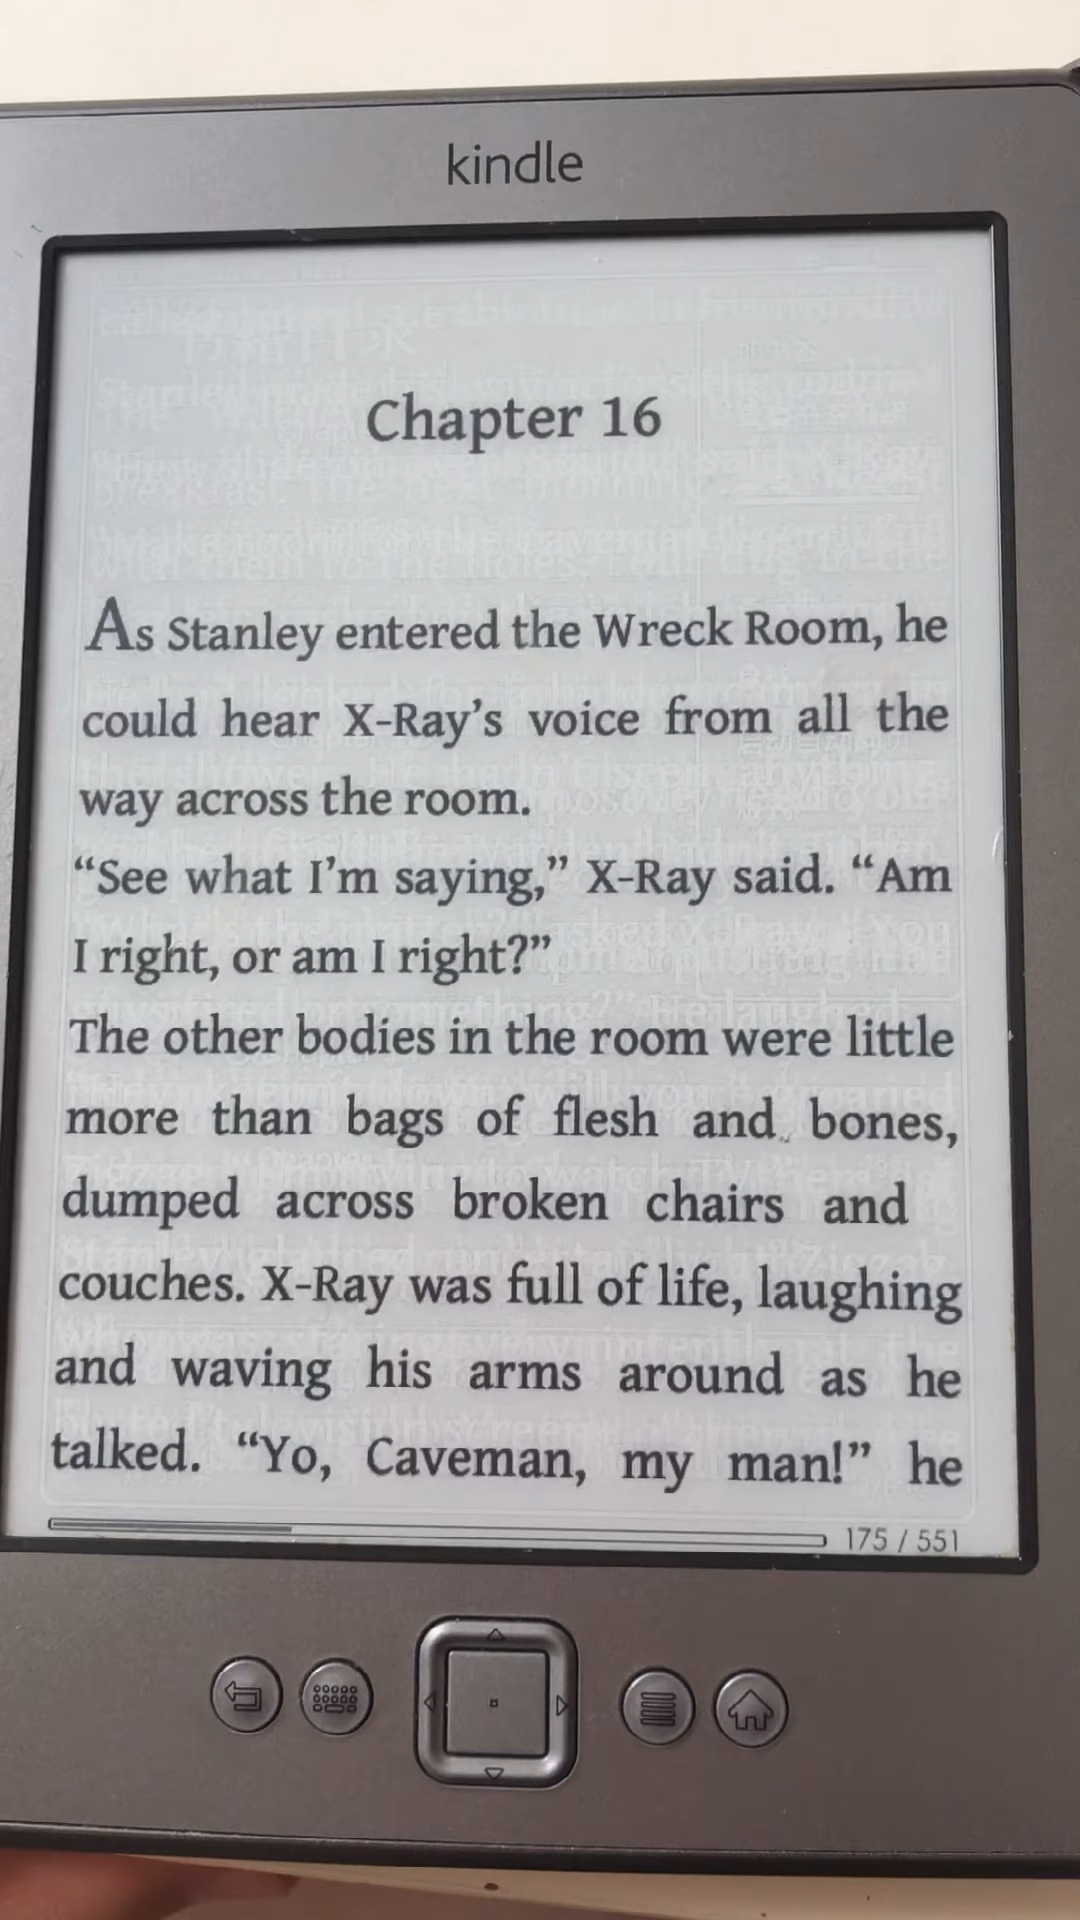 kindle
Chapter 16
As Stanley entered the Wreck Room, he
could hear X-Ray’s voice from all the
way across the room.
“See what I’m saying,” X-Ray said. “Am
I right, or am I right?”
The other bodies in the room were little
more than bags of flesh and bones,
dumped across broken chairs and
couches. X-Ray was full of life, laughing
and waving his arms around as he
talked. “Yo, Caveman, my man!” he
175 / 551